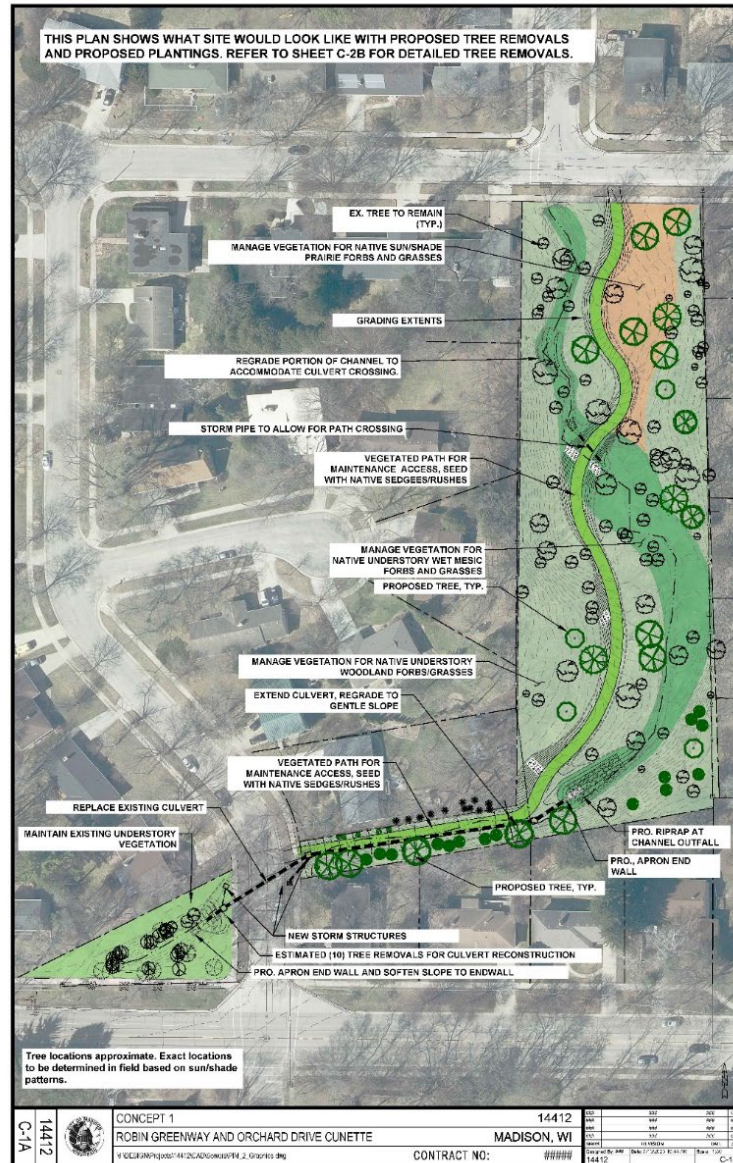 THIS PLAN SHOWS WHAT SITE WOULD LOOK LIKE WITH PROPOSED TREE REMOVALS
AND PROPOSED PLANTINGS. REFER TO SHEET C-2B FOR DETAILED TREE REMOVALS.
EX. TREE TO REMAIN
(TYP.)
MANAGE VEGETATION FOR NATIVE SUN/SHADE
PRAIRIE FORBS AND GRASSES
GRADING EXTENTS
REGRADE PORTION OF CHANNEL TO
ACCOMMODATE CULVERT CROSSING.
STORM PIPE TO ALLOW FOR PATH CROSSING
VEGETATED PATH FOR
MAINTENANCE ACCESS, SEED
WITH NATIVE SEDGEES/RUSHES
MANAGE VEGETATION FOR
NATIVE UNDERSTORY WET MESIC
FORBS AND GRASSES
PROPOSED TREE, TYP.
MANAGE VEGETATION FOR NATIVE UNDERSTORY
WOODLAND FORBS/GRASSES
EXTEND CULVERT, REGRADE TO
GENTLE SLOPE
VEGETATED PATH FOR
MAINTENANCE ACCESS, SEED
WITH NATIVE SEDGES/RUSHES
REPLACE EXISTING CULVERT
MAINTAIN EXISTING UNDERSTORY
VEGETATION
PRO. RIPRAP AT
CHANNEL OUTFALL
PRO., APRON END
WALL
PROPOSED TREE, TYP.
NEW STORM STRUCTURES
ESTIMATED (10) TREE REMOVALS FOR CULVERT RECONSTRUCTION
PRO. APRON END WALL AND SOFTEN SLOPE TO ENDWALL
Tree locations approximate. Exact locations
to be determined in field based on sun/shade
patterns.
C-1A
14412
CONCEPT 1
14412
ROBIN GREENWAY AND ORCHARD DRIVE CUNETTE
MADISON, WI
CONTRACT NO:
#####
REVISION
14412